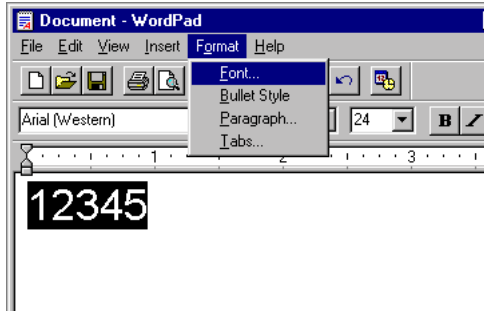 Document - WordPad
File Edit View Insert Format Help
Font...
Bullet Style
Paragraph...
Tabs...
Arial (Western) 24 B I
1 2 3
12345